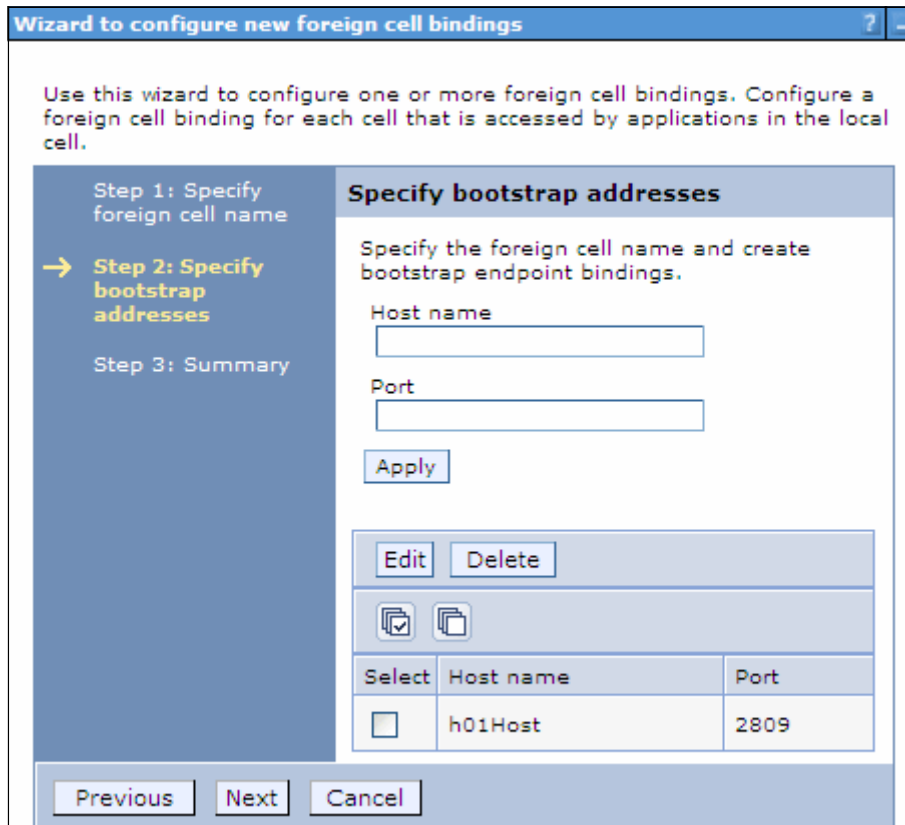 Wizard to configure new foreign cell bindings ?
Use this wizard to configure one or more foreign cell bindings. Configure a
foreign cell binding for each cell that is accessed by applications in the local
cell.
Step 1: Specify
foreign cell name
→ Step 2: Specify
bootstrap
addresses
Step 3: Summary
Specify bootstrap addresses
Specify the foreign cell name and create
bootstrap endpoint bindings.
Host name
Port
Apply
Edit Delete
Select Host name Port
h01Host 2809
Previous Next Cancel